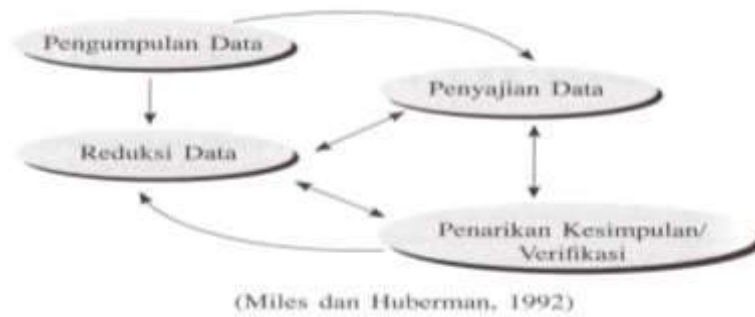 Pengumpulan Data
Penyajian Data
Reduksi Data
Penarikan Kesimpulan/
Verifikasi
(Miles dan Huberman, 1992)